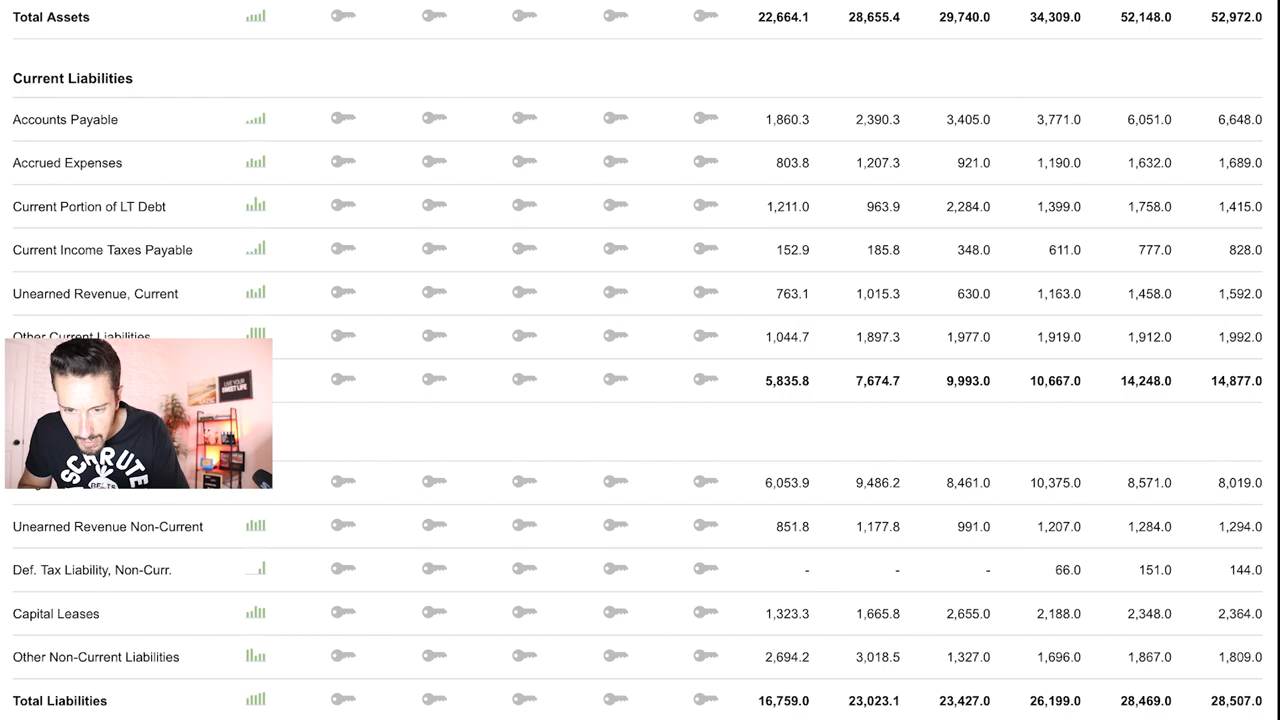 Total Assets 22,664.1 28,655.4 29,740.0 34,309.0 52,148.0 52,972.0
Current Liabilities
Accounts Payable 1,860.3 2,390.3 3,405.0 3,771.0 6,051.0 6,648.0
Accrued Expenses 803.8 1,207.3 921.0 1,190.0 1,632.0 1,689.0
Current Portion of LT Debt 1,211.0 963.9 2,284.0 1,399.0 1,758.0 1,415.0
Current Income Taxes Payable 152.9 185.8 348.0 611.0 777.0 828.0
Unearned Revenue, Current 763.1 1,015.3 630.0 1,163.0 1,458.0 1,592.0
Other Current Liabilities 1,044.7 1,897.3 1,977.0 1,919.0 1,912.0 1,992.0
5,835.8 7,674.7 9,993.0 10,667.0 14,248.0 14,877.0
LIVE YOUR
SWEET LIFE
SCHRUTE
6,053.9 9,486.2 8,461.0 10,375.0 8,571.0 8,019.0
Unearned Revenue Non-Current 851.8 1,177.8 991.0 1,207.0 1,284.0 1,294.0
Def. Tax Liability, Non-Curr. - - - 66.0 151.0 144.0
Capital Leases 1,323.3 1,665.8 2,655.0 2,188.0 2,348.0 2,364.0
Other Non-Current Liabilities 2,694.2 3,018.5 1,327.0 1,696.0 1,867.0 1,809.0
Total Liabilities 16,759.0 23,023.1 23,427.0 26,199.0 28,469.0 28,507.0